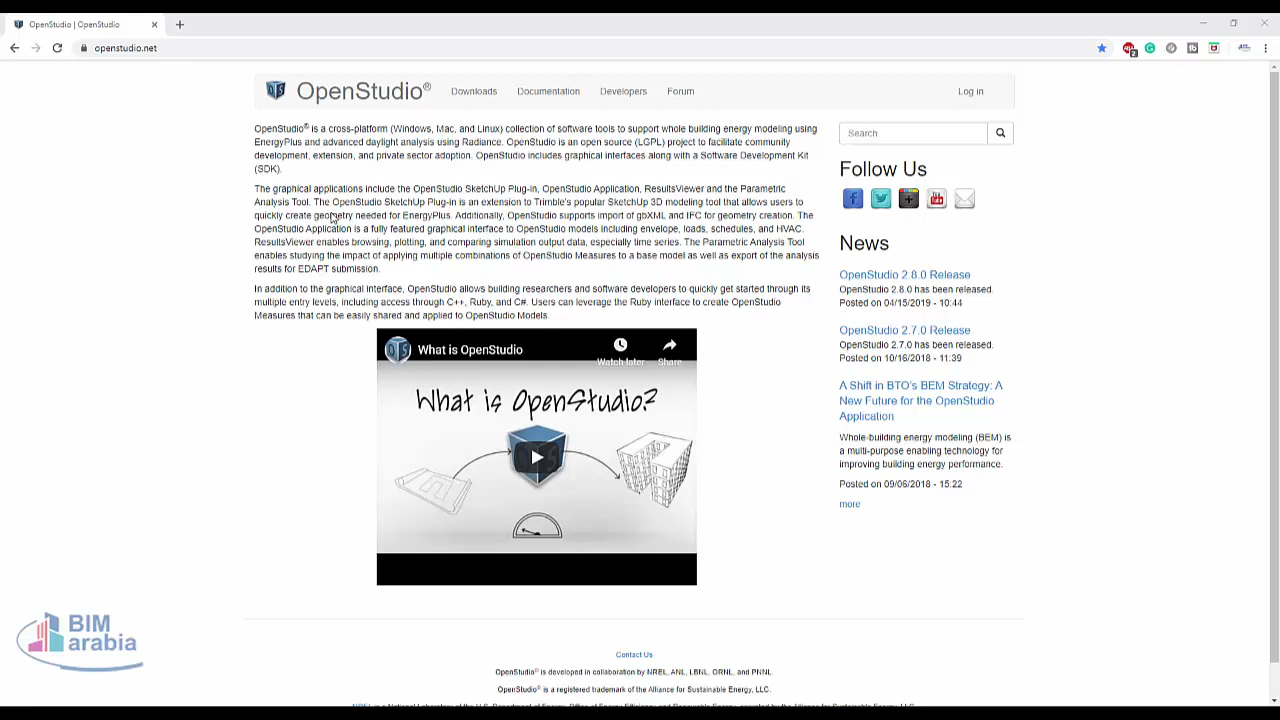 OpenStudio | OpenStudio
openstudio.net
OpenStudio® Downloads Documentation Developers Forum Log in
OpenStudio® is a cross-platform (Windows, Mac, and Linux) collection of software tools to support whole building energy modeling using
EnergyPlus and advanced daylight analysis using Radiance. OpenStudio is an open source (LGPL) project to facilitate community
development, extension, and private sector adoption. OpenStudio includes graphical interfaces along with a Software Development Kit
(SDK).
The graphical applications include the OpenStudio SketchUp Plug-in, OpenStudio Application, ResultsViewer and the Parametric
Analysis Tool. The OpenStudio SketchUp Plug-in is an extension to Trimble's popular SketchUp 3D modeling tool that allows users to
quickly create geometry needed for EnergyPlus. Additionally, OpenStudio supports import of gbXML and IFC for geometry creation. The
OpenStudio Application is a fully featured graphical interface to OpenStudio models including envelope, loads, schedules, and HVAC.
ResultsViewer enables browsing, plotting, and comparing simulation output data, especially time series. The Parametric Analysis Tool
enables studying the impact of applying multiple combinations of OpenStudio Measures to a base model as well as export of the analysis
results for EDAPT submission.
In addition to the graphical interface, OpenStudio allows building researchers and software developers to quickly get started through its
multiple entry levels, including access through C++, Ruby, and C#. Users can leverage the Ruby interface to create OpenStudio
Measures that can be easily shared and applied to OpenStudio Models.
What is OpenStudio
Watch later Share
What is OpenStudio?
OS
Search
Follow Us
News
OpenStudio 2.8.0 Release
OpenStudio 2.8.0 has been released.
Posted on 04/15/2019 - 10:44
OpenStudio 2.7.0 Release
OpenStudio 2.7.0 has been released.
Posted on 10/16/2018 - 11:39
A Shift in BTO's BEM Strategy: A
New Future for the OpenStudio
Application
Whole-building energy modeling (BEM) is
a multi-purpose enabling technology for
improving building energy performance.
Posted on 09/06/2018 - 15:22
more
BIM
arabia
Contact Us
OpenStudio® is developed in collaboration by NREL, ANL, LBNL, ORNL, and PNNL.
OpenStudio® is a registered trademark of the Alliance for Sustainable Energy, LLC.